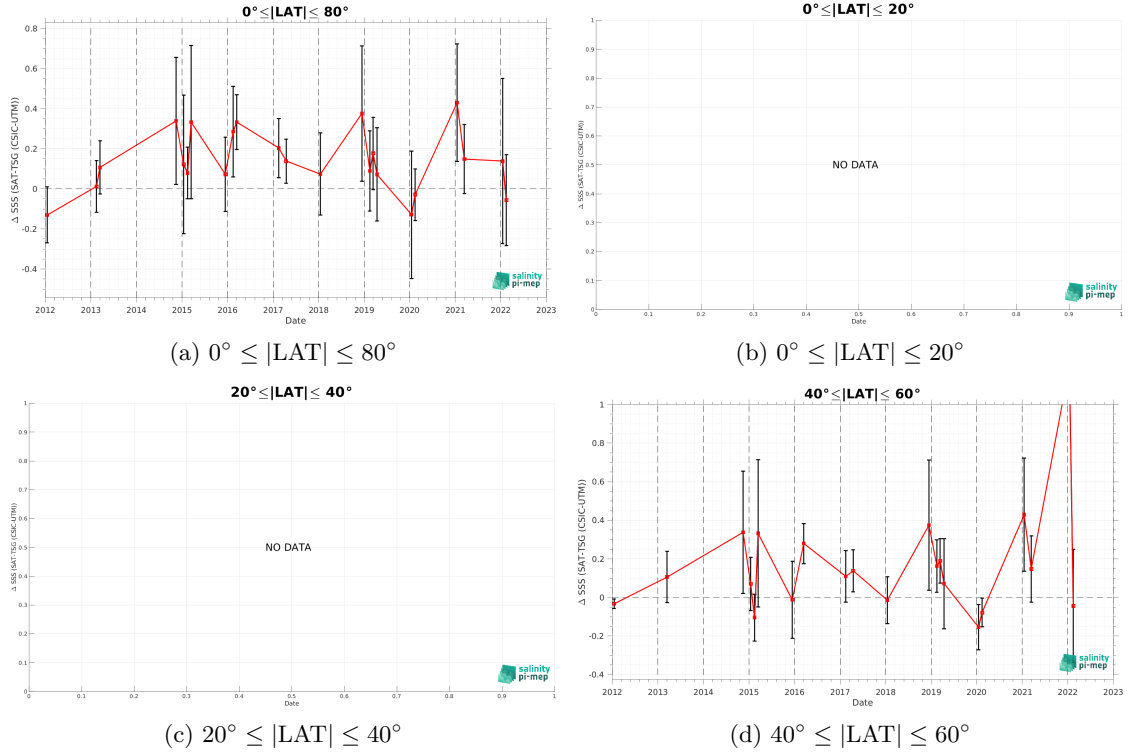 0°≤|LAT|≤ 80°
Δ SSS (SAT-TSG (CSIC-UTM))
0.8
0.6
0.4
0.2
0
-0.2
-0.4
2012 2013 2014 2015 2016 2017 2018 2019 2020 2021 2022 2023
Date
salinity
pi-mep
(a) 0° ≤ |LAT| ≤ 80°
0°≤|LAT|≤ 20°
Δ SSS (SAT-TSG (CSIC-UTM))
1
0.9
0.8
0.7
0.6
0.5
0.4
0.3
0.2
0.1
0
NO DATA
0 0.1 0.2 0.3 0.4 0.5 0.6 0.7 0.8 0.9 1
Date
salinity
pi-mep
(b) 0° ≤ |LAT| ≤ 20°
20°≤|LAT|≤ 40°
Δ SSS (SAT-TSG (CSIC-UTM))
1
0.9
0.8
0.7
0.6
0.5
0.4
0.3
0.2
0.1
0
NO DATA
0 0.1 0.2 0.3 0.4 0.5 0.6 0.7 0.8 0.9 1
Date
salinity
pi-mep
(c) 20° ≤ |LAT| ≤ 40°
40°≤|LAT|≤ 60°
Δ SSS (SAT-TSG (CSIC-UTM))
1
0.8
0.6
0.4
0.2
0
-0.2
-0.4
2012 2013 2014 2015 2016 2017 2018 2019 2020 2021 2022 2023
Date
salinity
pi-mep
(d) 40° ≤ |LAT| ≤ 60°